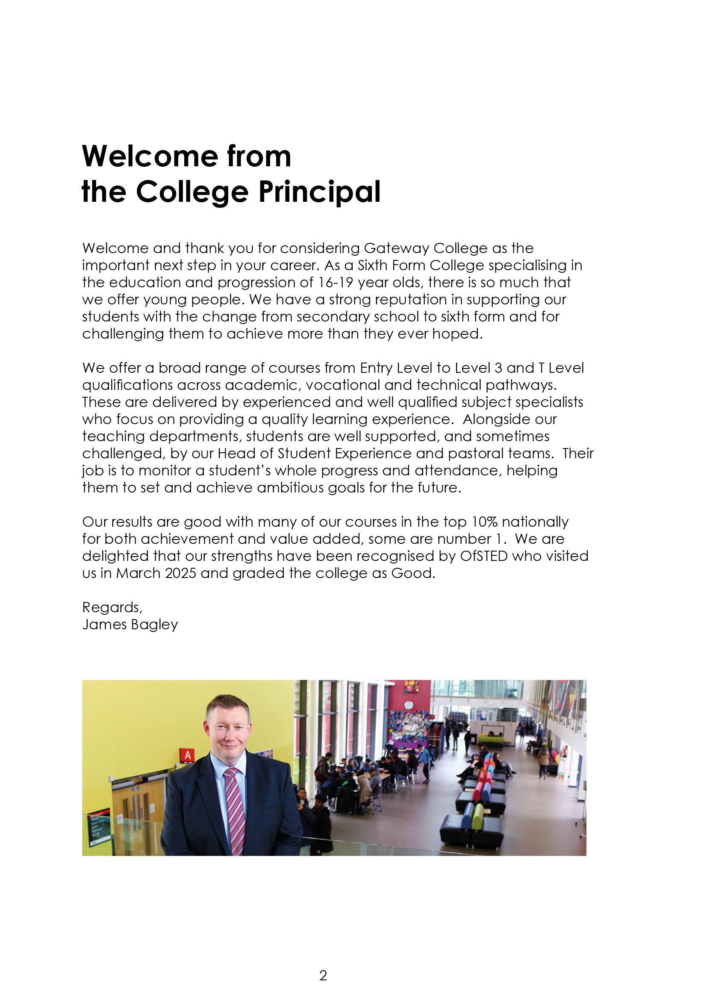 Welcome from
the College Principal
Welcome and thank you for considering Gateway College as the
important next step in your career. As a Sixth Form College specialising in
the education and progression of 16-19 year olds, there is so much that
we offer young people. We have a strong reputation in supporting our
students with the change from secondary school to sixth form and for
challenging them to achieve more than they ever hoped.
We offer a broad range of courses from Entry Level to Level 3 and T Level
qualifications across academic, vocational and technical pathways.
These are delivered by experienced and well qualified subject specialists
who focus on providing a quality learning experience.  Alongside our
teaching departments, students are well supported, and sometimes
challenged, by our Head of Student Experience and pastoral teams.  Their
job is to monitor a student’s whole progress and attendance, helping
them to set and achieve ambitious goals for the future.
Our results are good with many of our courses in the top 10% nationally
for both achievement and value added, some are number 1.  We are
delighted that our strengths have been recognised by OfSTED who visited
us in March 2025 and graded the college as Good.
Regards,
James Bagley
A
2